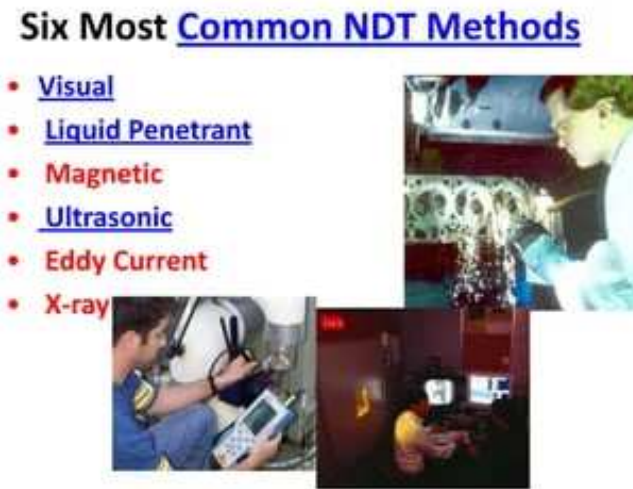 Six Most Common NDT Methods
• Visual
• Liquid Penetrant
• Magnetic
• Ultrasonic
• Eddy Current
• X-ray